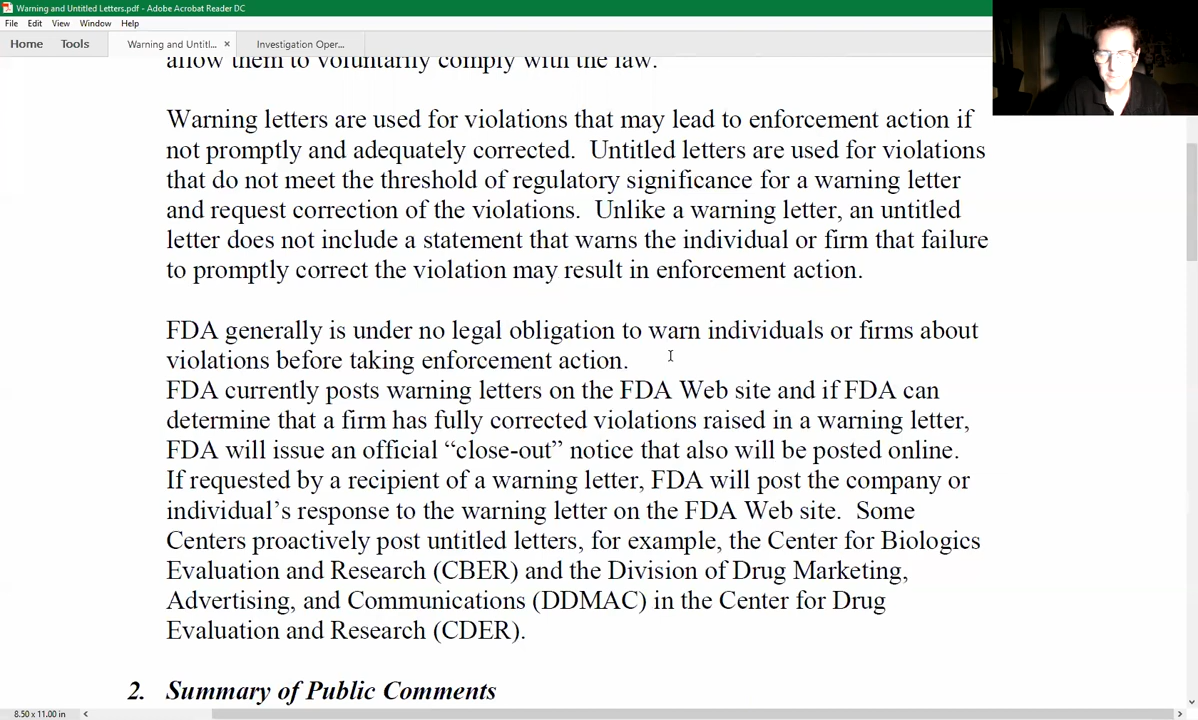 Warning and Untitled Letters.pdf - Adobe Acrobat Reader DC
File Edit View Window Help
Home Tools Warning and Untitl... × Investigation Oper...
allow them to voluntarily comply with the law.
Warning letters are used for violations that may lead to enforcement action if
not promptly and adequately corrected. Untitled letters are used for violations
that do not meet the threshold of regulatory significance for a warning letter
and request correction of the violations. Unlike a warning letter, an untitled
letter does not include a statement that warns the individual or firm that failure
to promptly correct the violation may result in enforcement action.
FDA generally is under no legal obligation to warn individuals or firms about
violations before taking enforcement action.
FDA currently posts warning letters on the FDA Web site and if FDA can
determine that a firm has fully corrected violations raised in a warning letter,
FDA will issue an official “close-out” notice that also will be posted online.
If requested by a recipient of a warning letter, FDA will post the company or
individual’s response to the warning letter on the FDA Web site. Some
Centers proactively post untitled letters, for example, the Center for Biologics
Evaluation and Research (CBER) and the Division of Drug Marketing,
Advertising, and Communications (DDMAC) in the Center for Drug
Evaluation and Research (CDER).
2. Summary of Public Comments
8.50 x 11.00 in